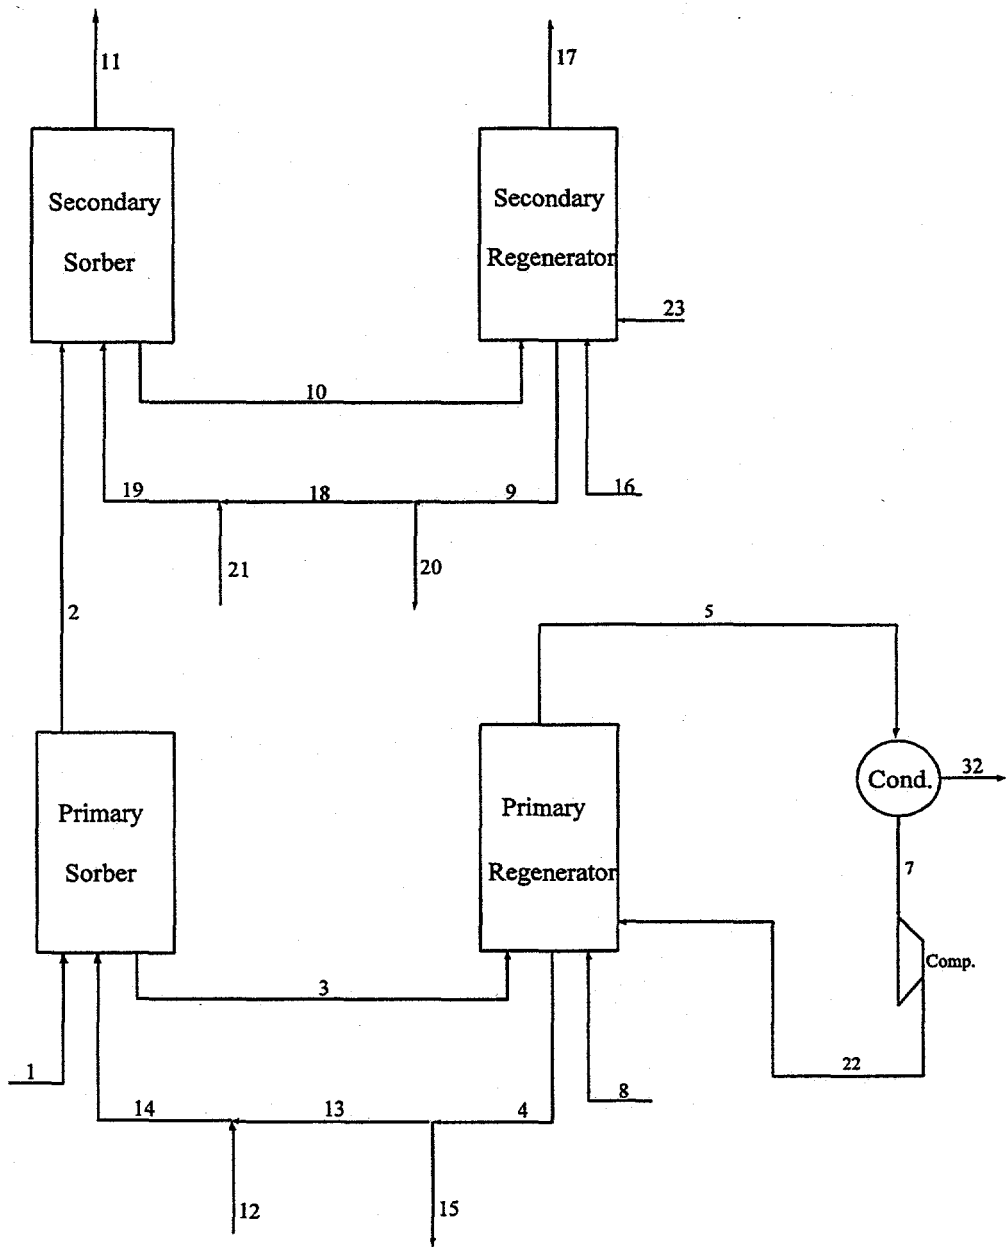 11
17
Secondary
Sorber
Secondary
Regenerator
23
10
19
18
9
16
21
20
2
5
Primary
Sorber
Primary
Regenerator
Cond.
32
7
Comp.
3
1
22
14
13
4
8
12
15